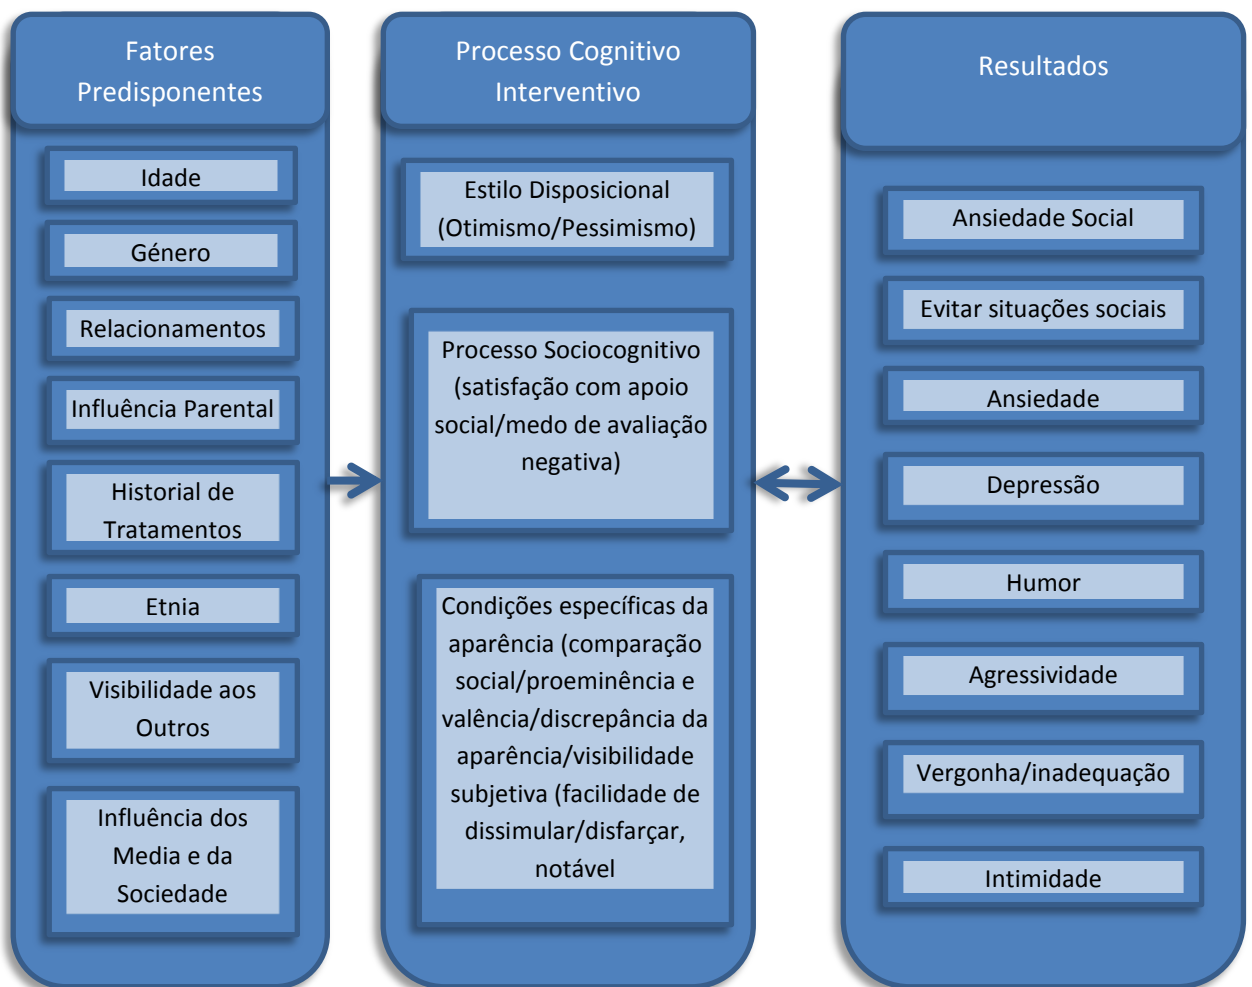 Fatores
Predisponentes
Idade
Género
Relacionamentos
Influência Parental
Historial de
Tratamentos
Etnia
Visibilidade aos
Outros
Influência dos
Media e da
Sociedade
Processo Cognitivo
Interventivo
Estilo Disposicional
(Otimismo/Pessimismo)
Processo Sociocognitivo
(satisfação com apoio
social/medo de avaliação
negativa)
Condições específicas da
aparência (comparação
social/proeminência e
valência/discrepância da
aparência/visibilidade
subjetiva (facilidade de
dissimular/disfarçar,
notável
Resultados
Ansiedade Social
Evitar situações sociais
Ansiedade
Depressão
Humor
Agressividade
Vergonha/inadequação
Intimidade